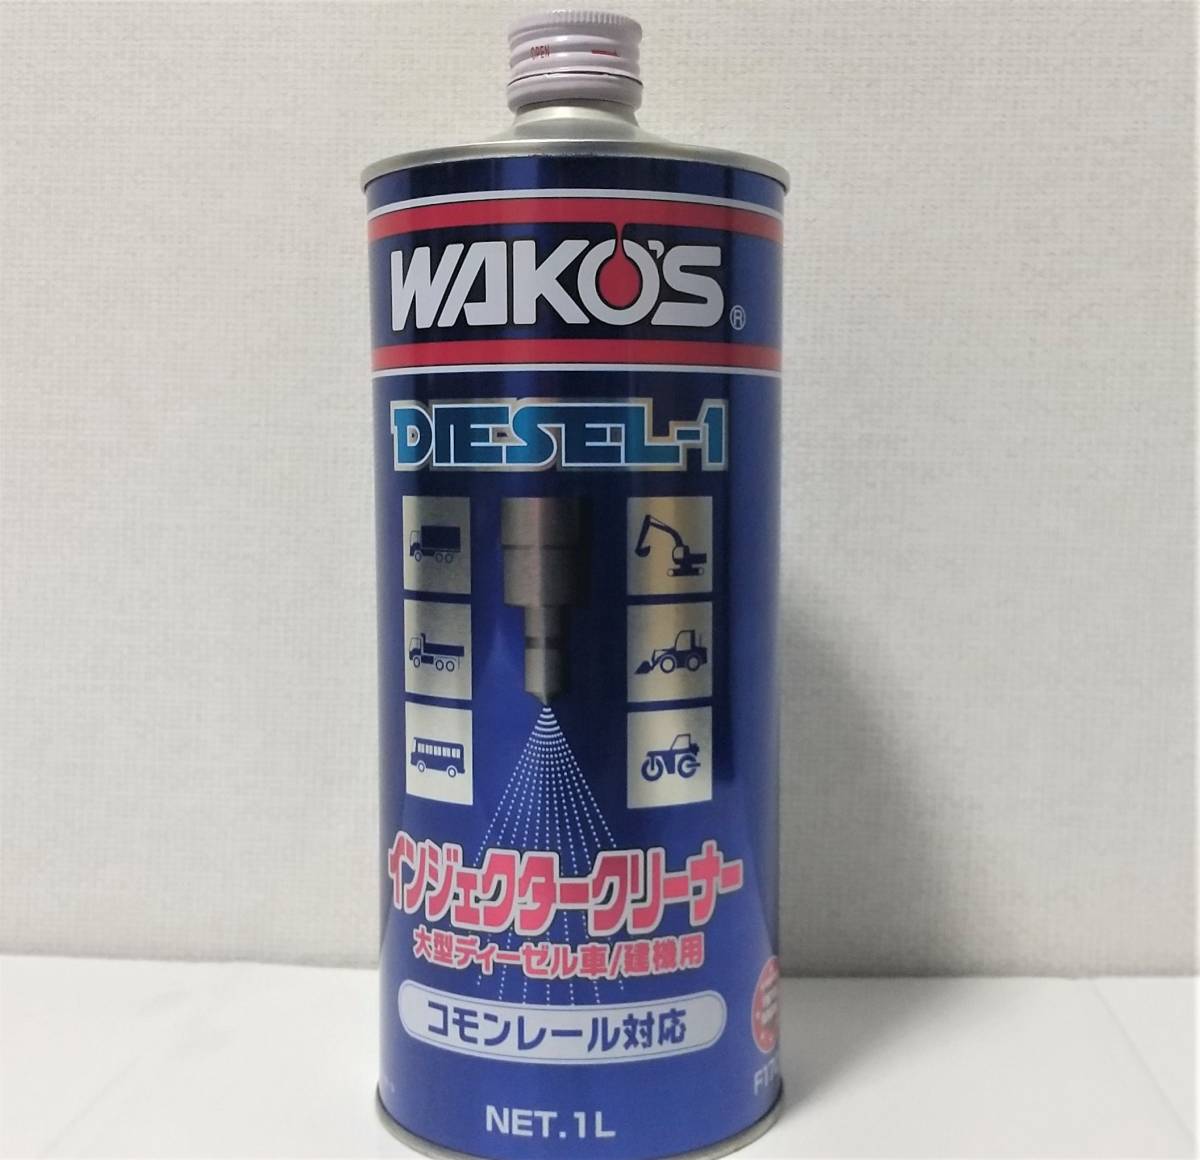 OPEN
WAKO'S ®
DIESEL-1
インジェクタークリーナー
大型ディーゼル車/建機用
コモンレール対応
NET.1L